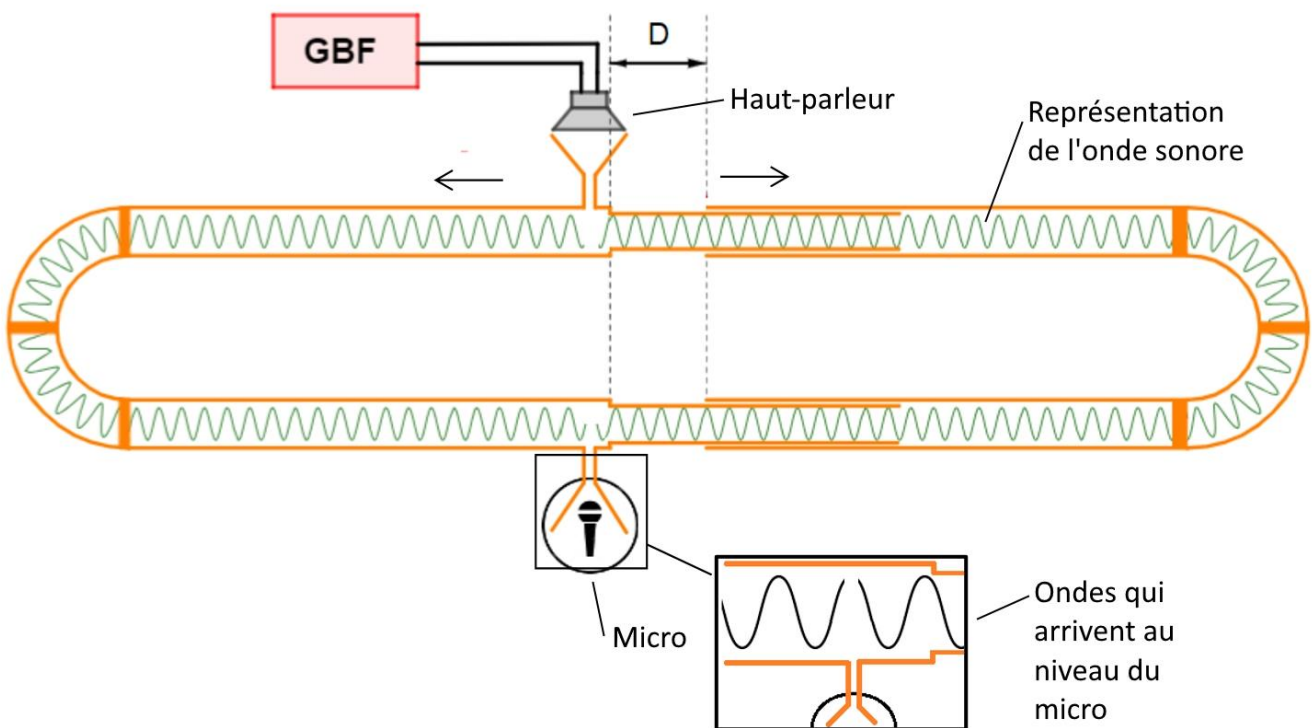 GBF
D
Haut-parleur
Représentation
de l'onde sonore
Micro
Ondes qui
arrivent au
niveau du
micro